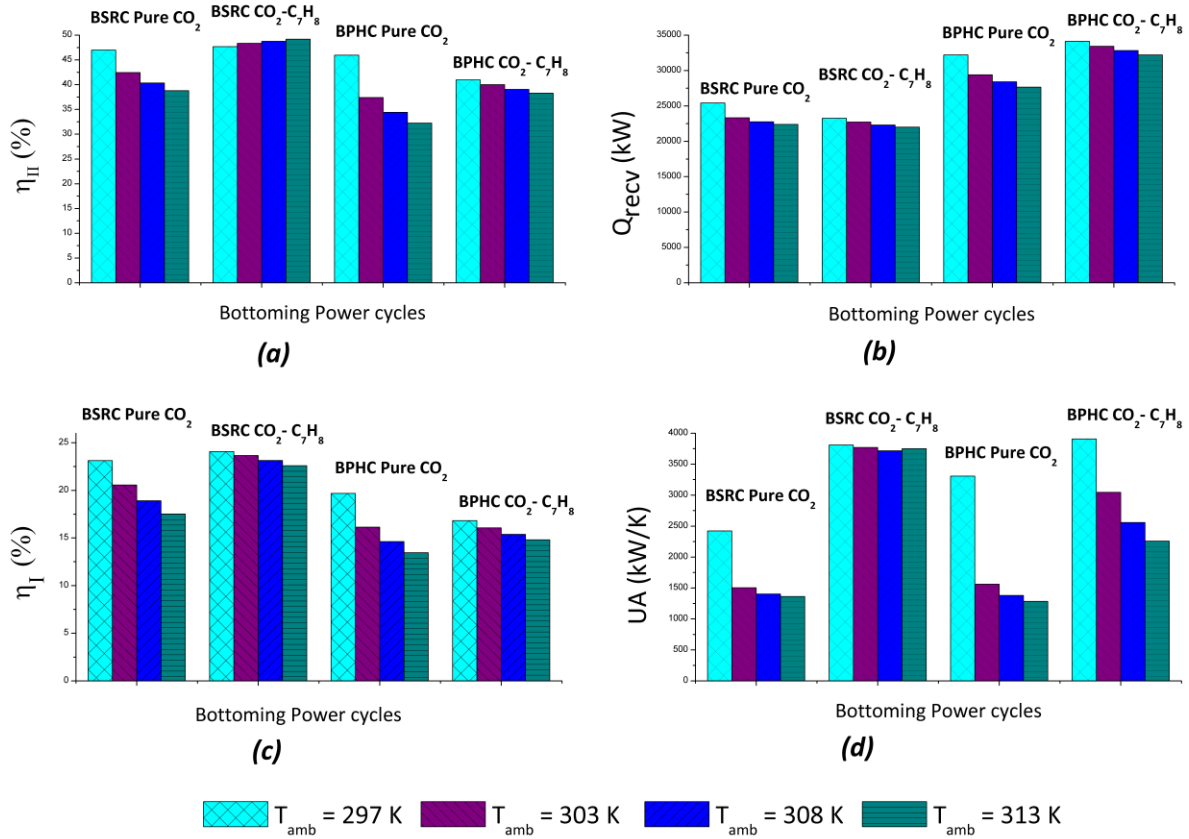 BSRC Pure CO2
BSRC CO2-C7H8
BPHC Pure CO2
BPHC CO2- C7H8
50
45
40
35
30
25
20
15
10
5
0
ηII (%)
Bottoming Power cycles
(a)
BSRC Pure CO2
BSRC CO2- C7H8
BPHC Pure CO2
BPHC CO2- C7H8
35000
30000
25000
20000
15000
10000
5000
0
Qrecv (kW)
Bottoming Power cycles
(b)
BSRC Pure CO2
BSRC CO2- C7H8
BPHC Pure CO2
BPHC CO2- C7H8
25
20
15
10
5
0
ηI (%)
Bottoming Power cycles
(c)
BSRC Pure CO2
BSRC CO2- C7H8
BPHC Pure CO2
BPHC CO2- C7H8
4000
3500
3000
2500
2000
1500
1000
500
0
UA (kW/K)
Bottoming Power cycles
(d)
Tamb = 297 K
Tamb = 303 K
Tamb = 308 K
Tamb = 313 K